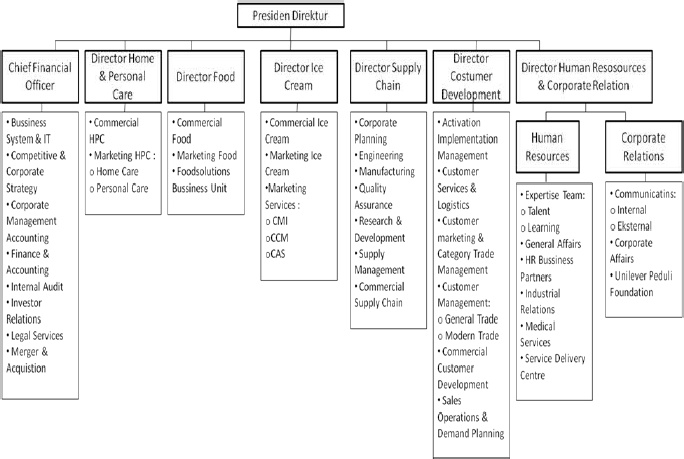 Presiden Direktur
Chief Financial
Officer
Director Home
& Personal
Care
Director Food
Director Ice
Cream
Director Supply
Chain
Director
Costumer
Development
Director Human Resosources
& Corporate Relation
• Bussiness
System & IT
• Competitive &
Corporate
Strategy
• Corporate
Management
Accounting
• Finance &
Accounting
• Internal Audit
• Investor
Relations
• Legal Services
• Merger &
Acquistion
• Commercial
HPC
• Marketing HPC :
o Home Care
o Personal Care
• Commercial
Food
• Marketing Food
• Foodsolutions
Bussiness Unit
• Commercial Ice
Cream
• Marketing Ice
Cream
•Marketing
Services :
o CMI
oCCM
oCAS
• Corporate
Planning
• Engineering
• Manufacturing
• Quality
Assurance
• Research &
Development
• Supply
Management
• Commercial
Supply Chain
• Activation
Implementation
Management
• Customer
Services &
Logistics
• Customer
marketing &
Category Trade
Management
• Customer
Management:
o General Trade
o Modern Trade
• Commercial
Customer
Development
• Sales
Operations &
Demand Planning
Human
Resources
• Expertise Team:
o Talent
o Learning
• General Affairs
• HR Bussiness
Partners
• Industrial
Relations
• Medical
Services
• Service Delivery
Centre
Corporate
Relations
• Communicatins:
o Internal
o Eksternal
• Corporate
Affairs
• Unilever Peduli
Foundation